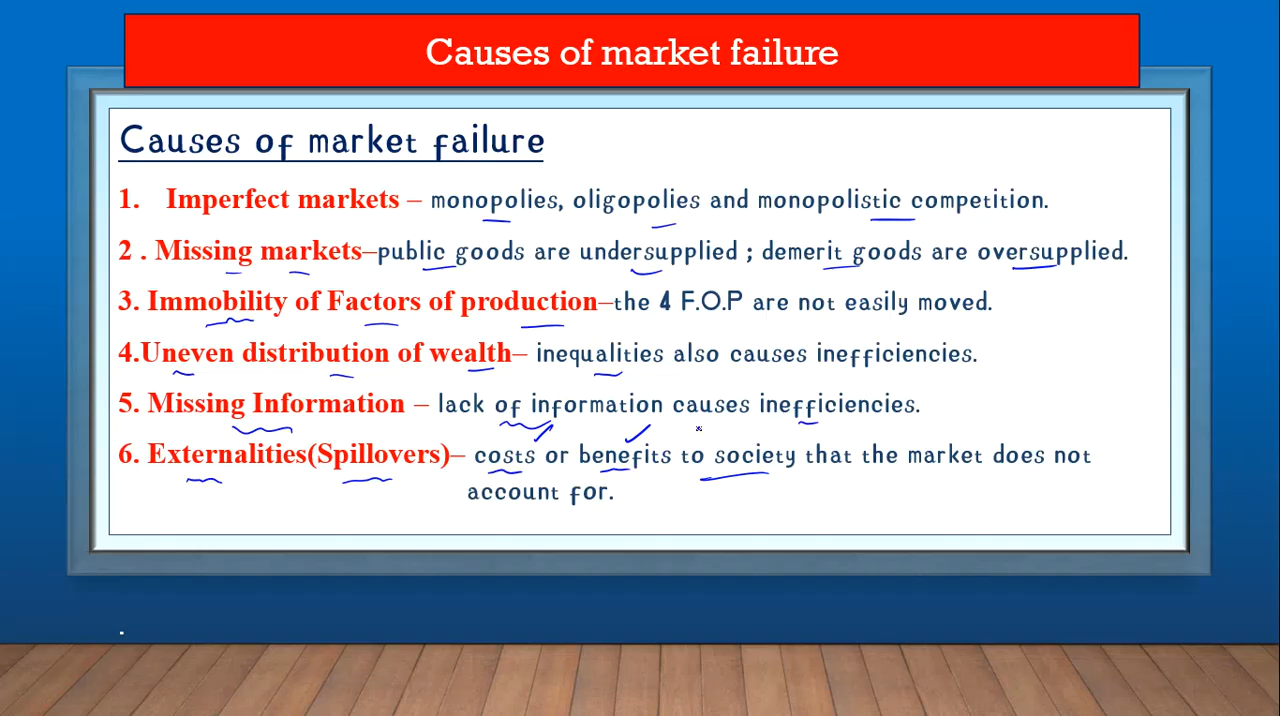 Causes of market failure
Causes of market failure
1. Imperfect markets – monopolies, oligopolies and monopolistic competition.
2 . Missing markets–public goods are undersupplied ; demerit goods are oversupplied.
3. Immobility of Factors of production–the 4 F.O.P are not easily moved.
4.Uneven distribution of wealth– inequalities also causes inefficiencies.
5. Missing Information – lack of information causes inefficiencies.
6. Externalities(Spillovers)– costs or benefits to society that the market does not
account for.
.